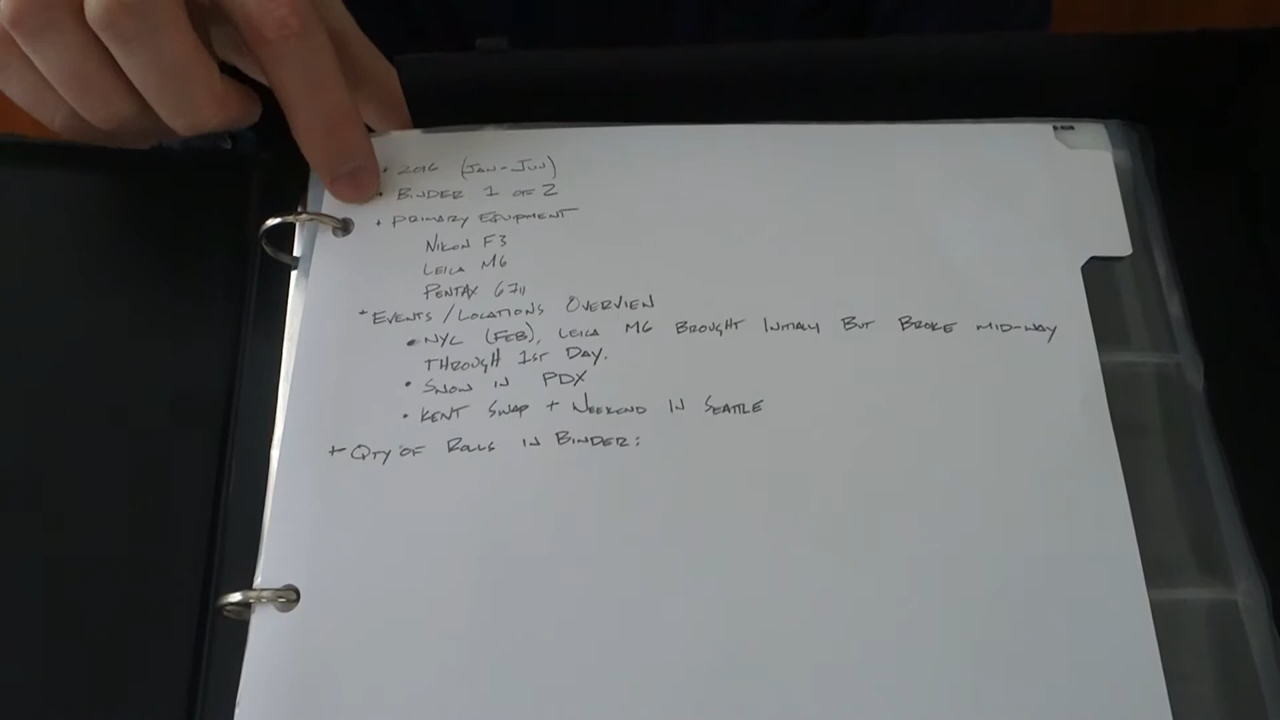 • 2016 (JAN-JUN)
• BINDER 1 OF 2
+ PRIMARY EQUIPMENT
NIKON F3
LEICA M6
PENTAX 67II
+ EVENTS / LOCATIONS OVERVIEW
• NYC (FEB), LEICA M6 BROUGHT INITIALY BUT BROKE MID-WAY
THROUGH 1ST DAY.
• SNOW IN PDX
• KENT SWAP + WEEKEND IN SEATTLE
+ QTY OF ROLLS IN BINDER: